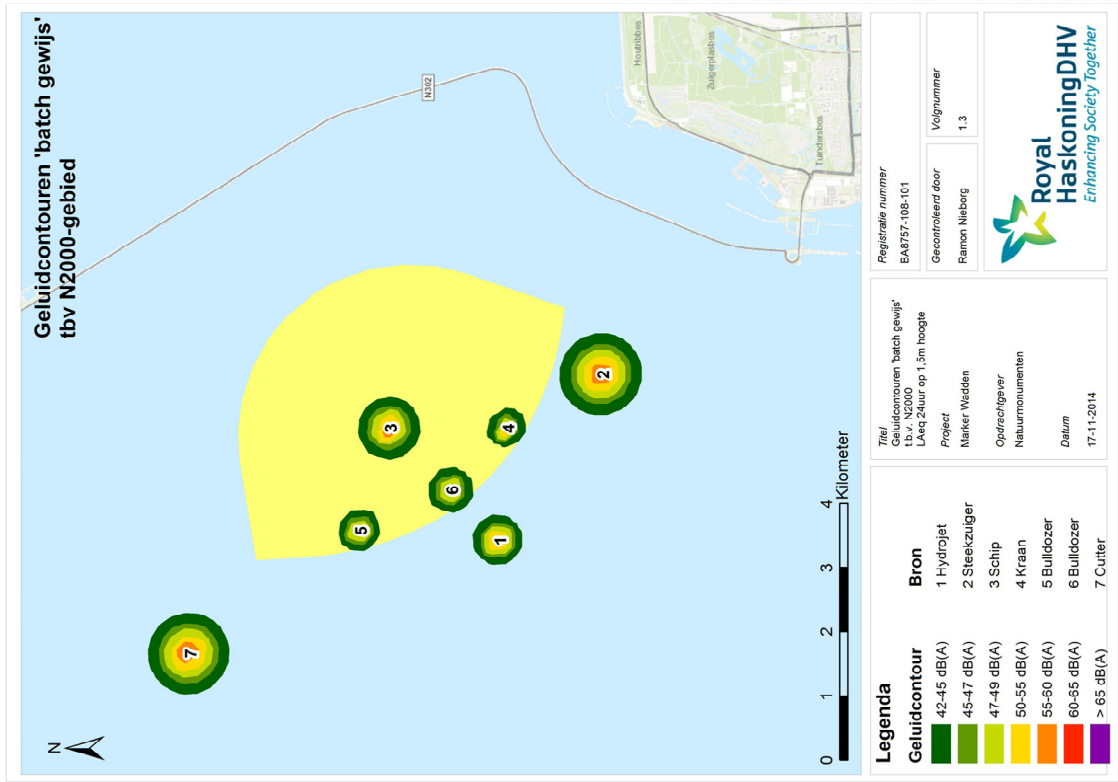 Geluidcontouren 'batch gewijs'
tbv N2000-gebied
N
N302
Houtribbos
Zuigerplasbos
Tuindersbos
7
5
3
6
4
1
2
0 1 2 3 4
Kilometer
Legenda
Geluidcontour
42-45 dB(A)
45-47 dB(A)
47-49 dB(A)
50-55 dB(A)
55-60 dB(A)
60-65 dB(A)
> 65 dB(A)
Bron
1 Hydrojet
2 Steekzuiger
3 Schip
4 Kraan
5 Bulldozer
6 Bulldozer
7 Cutter
Titel
Geluidcontouren 'batch gewijs'
t.b.v. N2000
LAeq 24uur op 1,5m hoogte
Project
Marker Wadden
Opdrachtgever
Natuurmonumenten
Datum
17-11-2014
Registratie nummer
BA8757-108-101
Gecontroleerd door
Ramon Nieborg
Volgnummer
1.3
Royal
HaskoningDHV
Enhancing Society Together